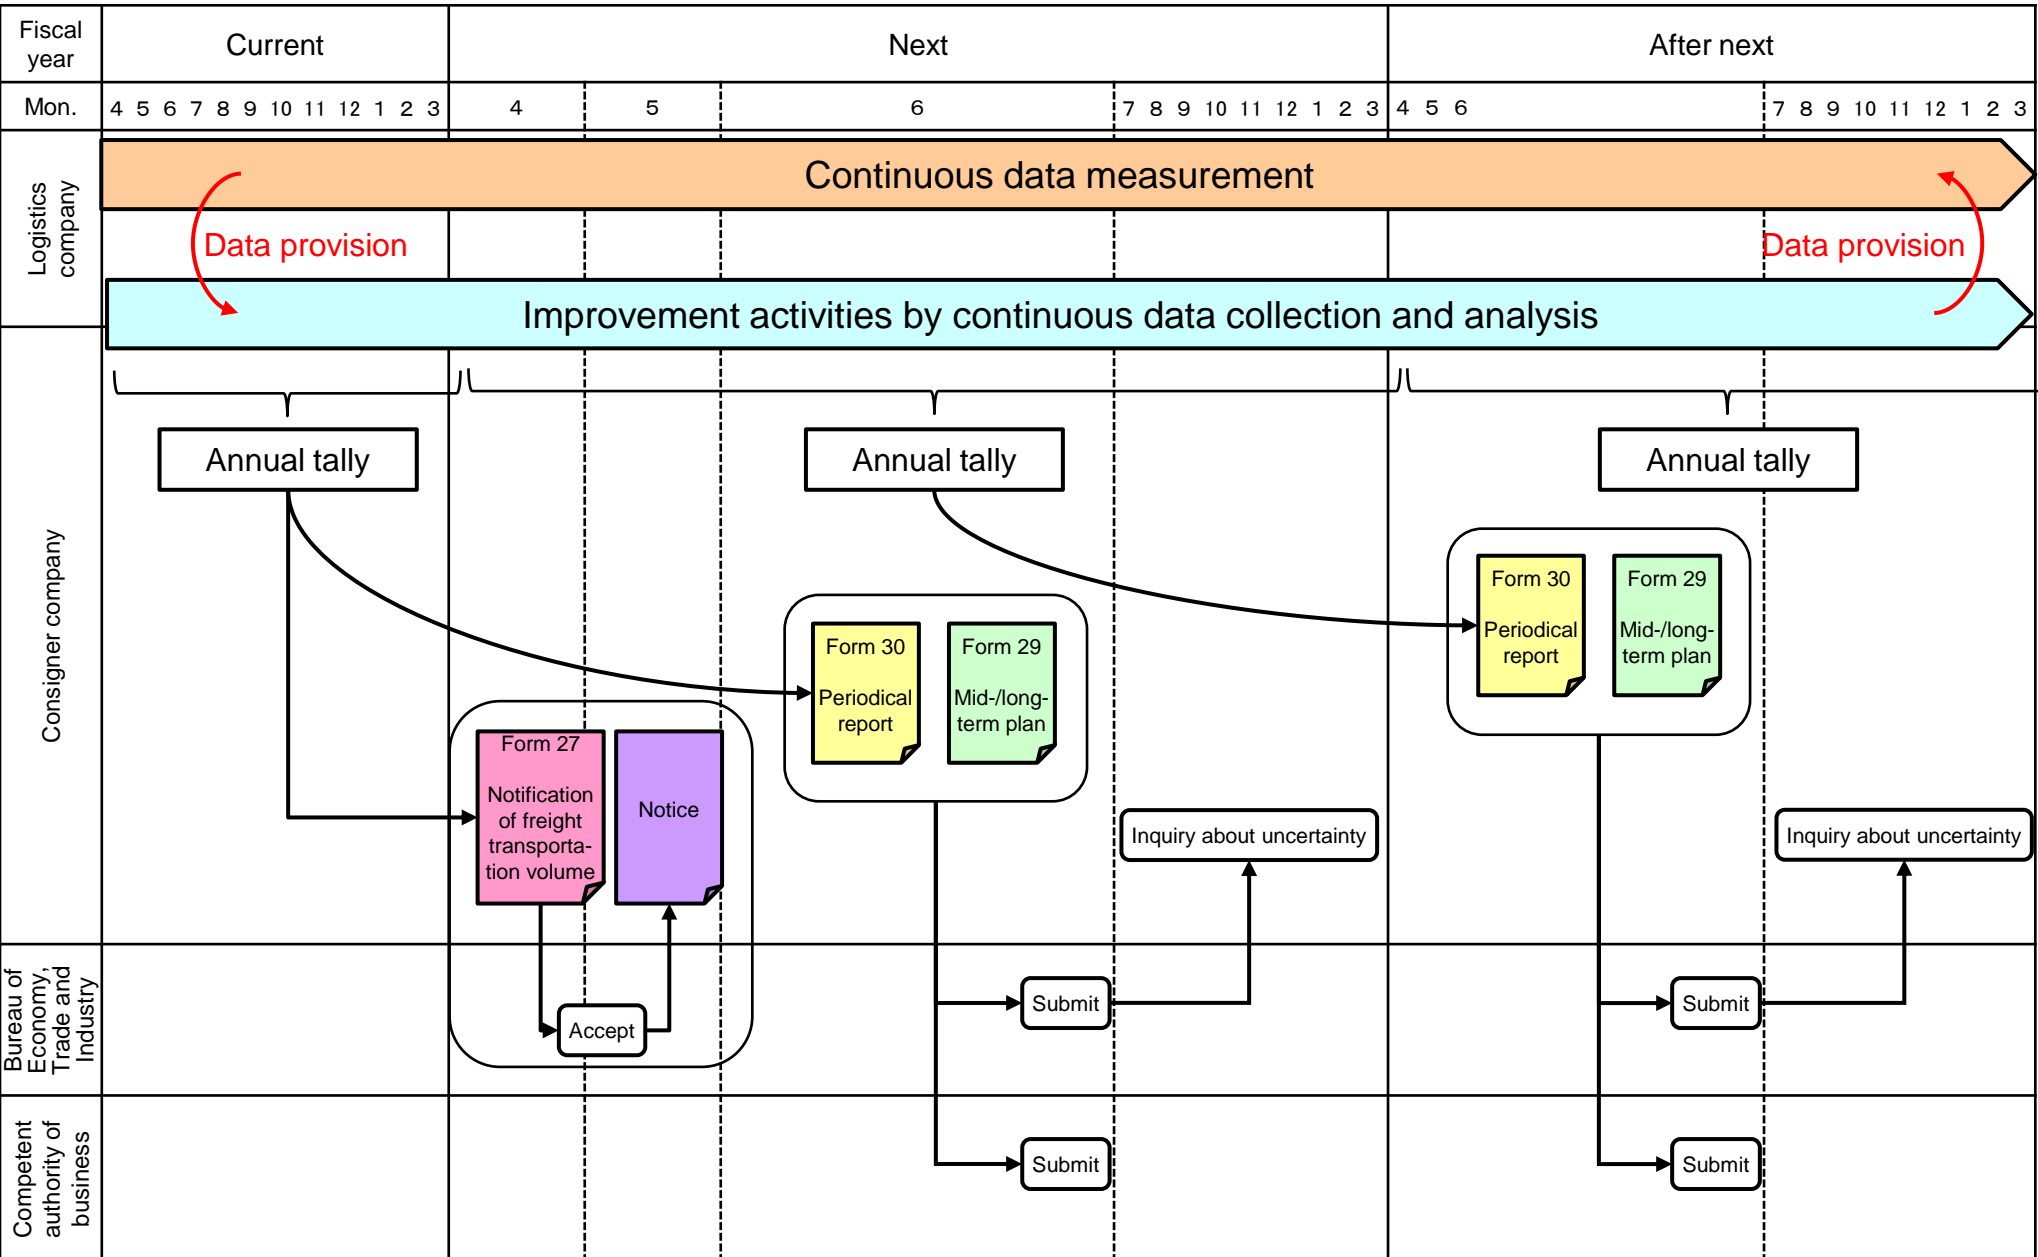 Fiscal
year
Current
Next
After next
Mon.
4 5 6 7 8 9 10 11 12 1 2 3
4
5
6
7 8 9 10 11 12 1 2 3
4 5 6
7 8 9 10 11 12 1 2 3
Logistics
company
Continuous data measurement
Data provision
Data provision
Improvement activities by continuous data collection and analysis
Consigner company
Annual tally
Annual tally
Annual tally
Form 30
Periodical
report
Form 29
Mid-/long-
term plan
Form 30
Periodical
report
Form 29
Mid-/long-
term plan
Form 27
Notification
of freight
transporta-
tion volume
Notice
Inquiry about uncertainty
Inquiry about uncertainty
Bureau of
Economy,
Trade and
Industry
Accept
Submit
Submit
Competent
authority of
business
Submit
Submit